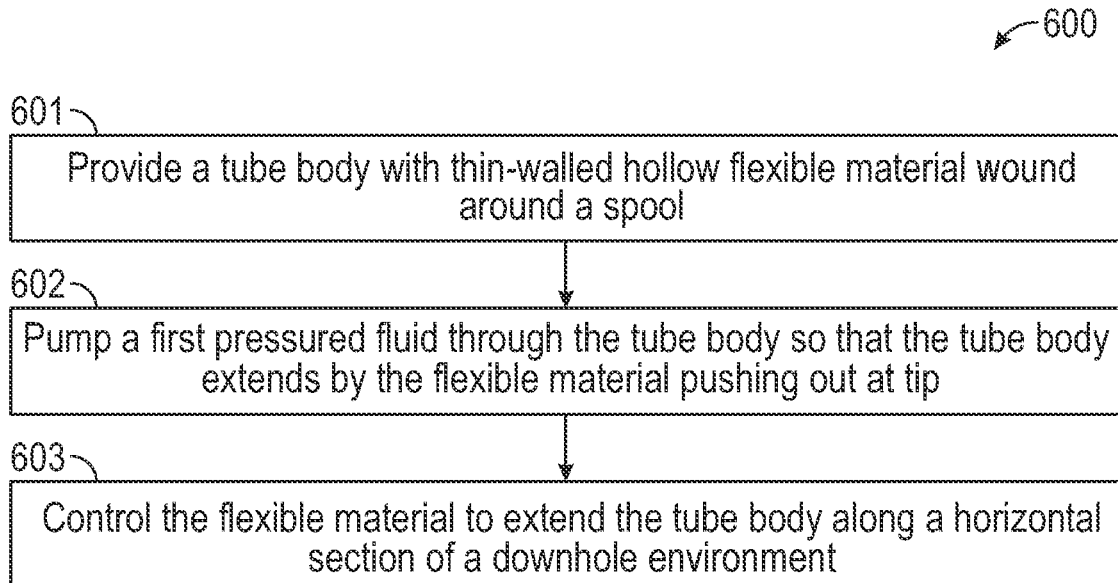 600
601
Provide a tube body with thin-walled hollow flexible material wound
around a spool
602
Pump a first pressured fluid through the tube body so that the tube body
extends by the flexible material pushing out at tip
603
Control the flexible material to extend the tube body along a horizontal
section of a downhole environment